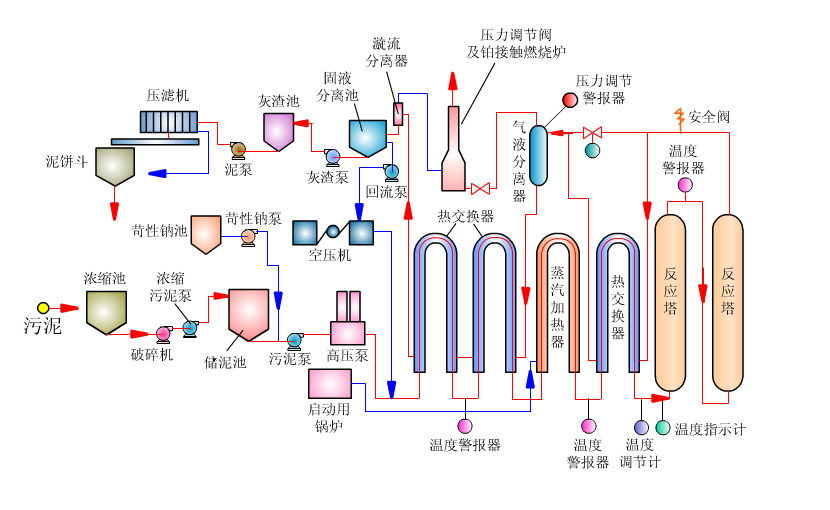 压力调节阀
及铂接触燃烧炉
漩流
分离器
固液
分离池
压力调节
警报器
压滤机
灰渣池
气液分离器
安全阀
温度
警报器
泥饼斗
泥泵
灰渣泵
回流泵
苛性钠池
苛性钠泵
空压机
热交换器
浓缩池
浓缩
污泥泵
蒸汽加热器
热交换器
反应塔
反应塔
污泥
破碎机
储泥池
污泥泵
高压泵
启动用
锅炉
温度警报器
温度
警报器
温度
调节计
温度指示计